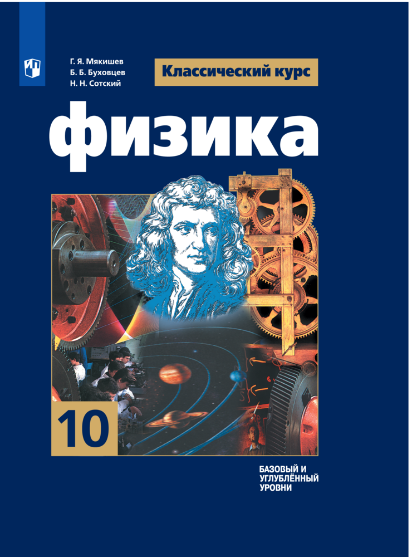 Г. Я. Мякишев
Б. Б. Буховцев
Н. Н. Сотский
Классический курс
физика
10
БАЗОВЫЙ И
УГЛУБЛЁННЫЙ
УРОВНИ